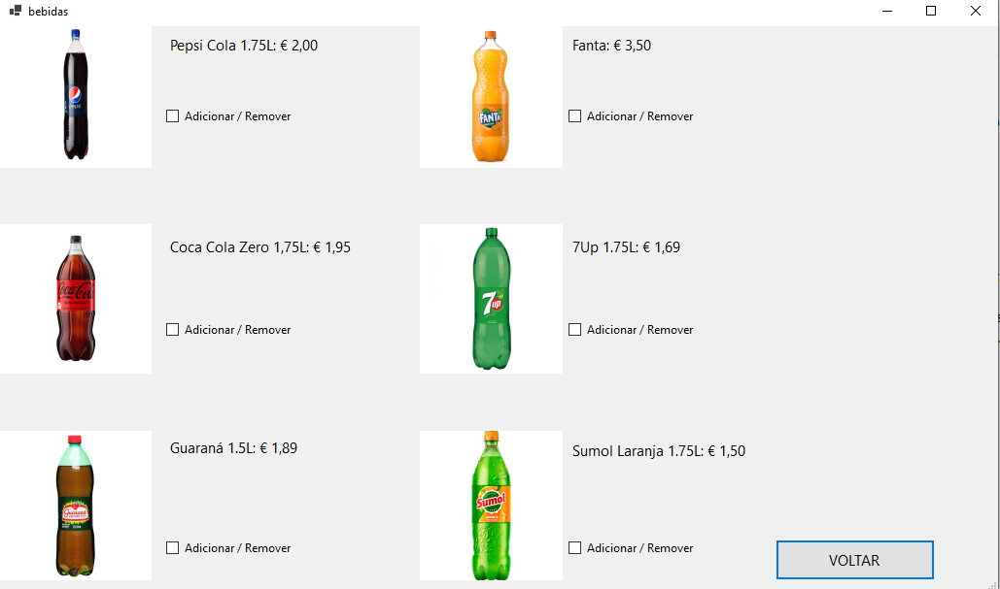 bebidas
Pepsi Cola 1.75L: € 2,00
Adicionar / Remover
pepsi
Fanta: € 3,50
Adicionar / Remover
FANTA
Coca Cola Zero 1,75L: € 1,95
Adicionar / Remover
Coca Cola
7Up 1.75L: € 1,69
Adicionar / Remover
7up
Guaraná 1.5L: € 1,89
Adicionar / Remover
Guaraná
Sumol Laranja 1.75L: € 1,50
Adicionar / Remover
Sumol
VOLTAR